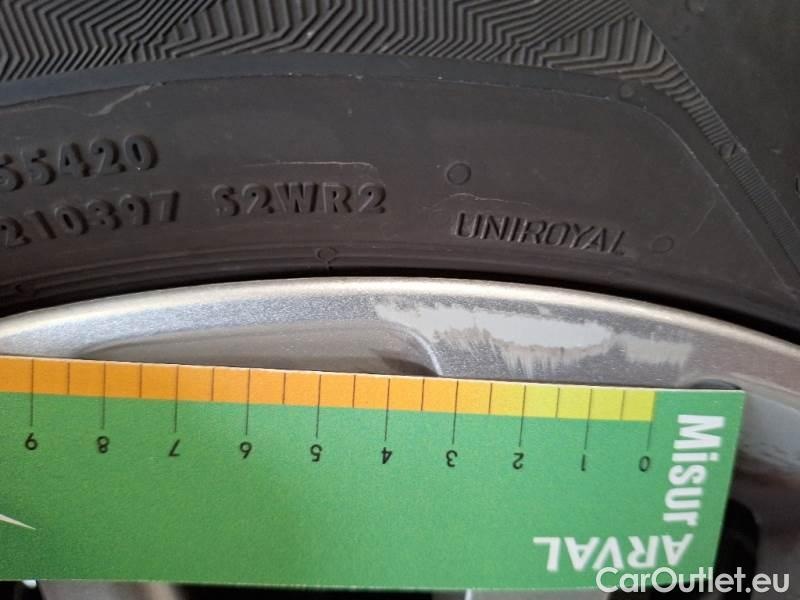 55420
210397 S2WR2
UNIROYAL
9 8 7 6 5 4 3 2 1 0
Misur
ARVAL
CarOutlet.eu